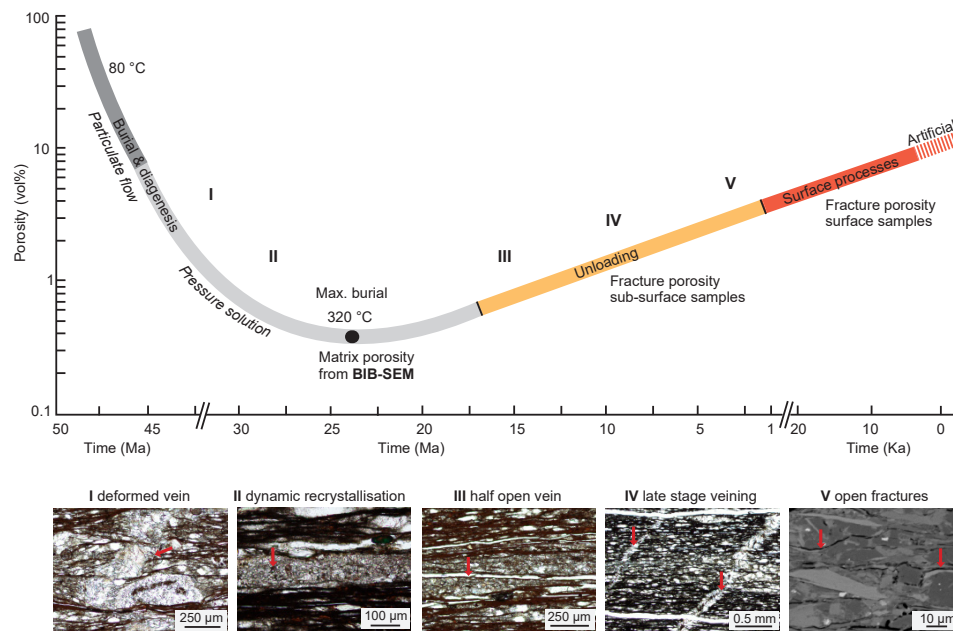 100
10
1
0.1
Porosity (vol%)
80 °C
Burial & diagenesis
Particulate flow
Pressure solution
I
II
III
IV
V
Max. burial
320 °C
Matrix porosity
from BIB-SEM
Unloading
Fracture porosity
sub-surface samples
Surface processes
Artificial
Fracture porosity
surface samples
50 45 30 25 20 15 10 5 1 20 10 0
Time (Ma) Time (Ma) Time (Ka)
I deformed vein
II dynamic recrystallisation
III half open vein
IV late stage veining
V open fractures
250 µm
100 µm
250 µm
0.5 mm
10 µm